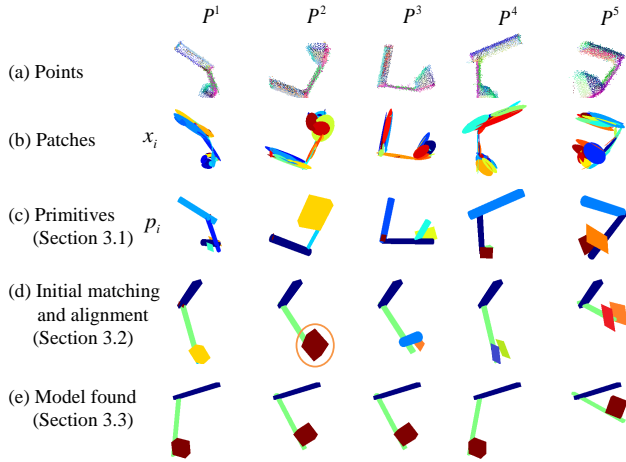 P¹ P² P³ P⁴ P⁵
(a) Points
(b) Patches xᵢ
(c) Primitives pᵢ
(Section 3.1)
(d) Initial matching
and alignment
(Section 3.2)
(e) Model found
(Section 3.3)